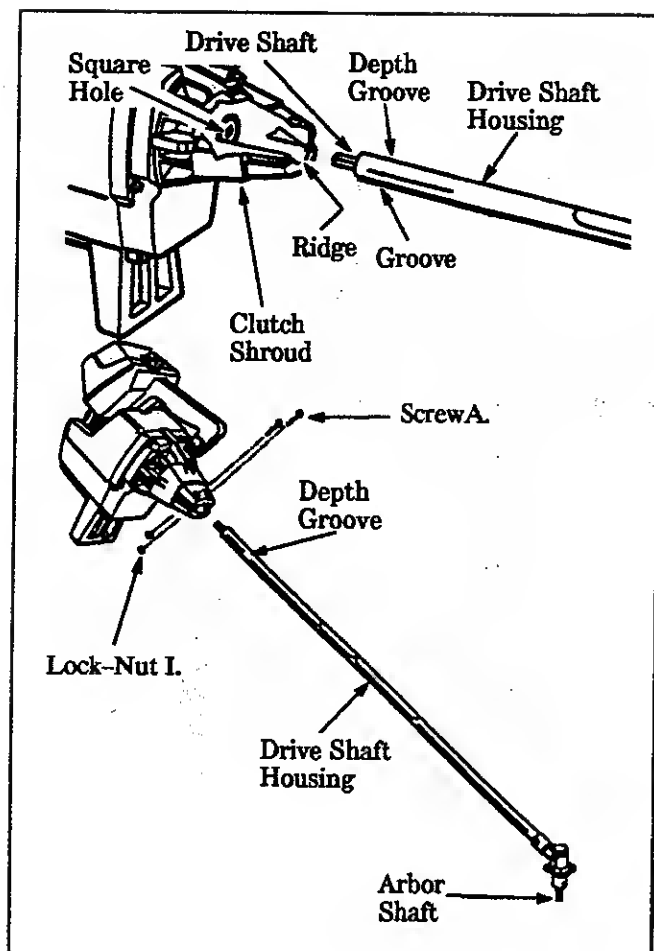 Drive Shaft
Square
Hole
Depth
Groove
Drive Shaft
Housing
Ridge
Groove
Clutch
Shroud
ScrewA.
Depth
Groove
Lock-Nut I.
Drive Shaft
Housing
Arbor
Shaft